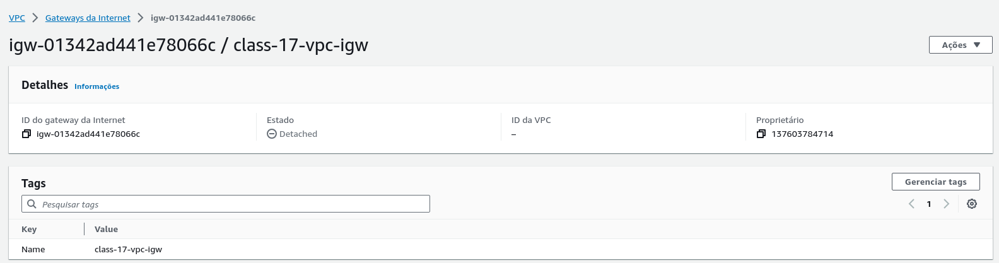 VPC > Gateways da Internet > igw-01342ad441e78066c
igw-01342ad441e78066c / class-17-vpc-igw
Ações
Detalhes Informações
ID do gateway da Internet
igw-01342ad441e78066c
Estado
Detached
ID da VPC
–
Proprietário
137603784714
Tags
Gerenciar tags
Pesquisar tags
1
Key Value
Name class-17-vpc-igw